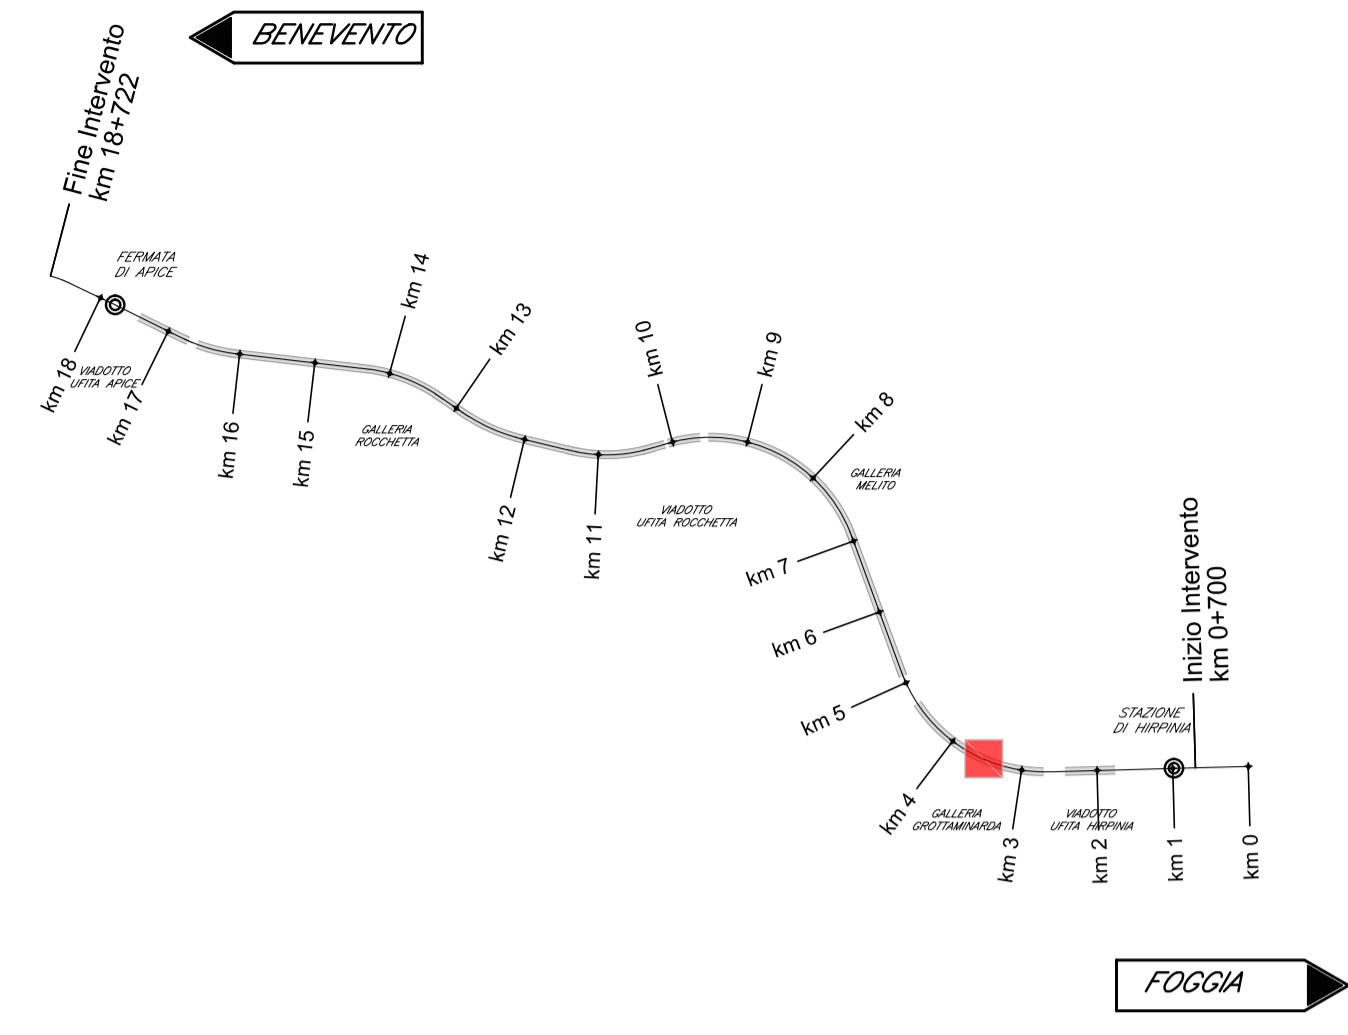 BENEVENTO
Fine Intervento
km 18+722
FERMATA
DI APICE
km 18
VIADOTTO
UFITA APICE
km 17
km 16
km 15
km 14
GALLERIA
ROCCHETTA
km 13
km 12
km 11
km 10
VIADOTTO
UFITA ROCCHETTA
km 9
km 8
GALLERIA
MELITO
km 7
km 6
km 5
km 4
GALLERIA
GROTTAMINARDA
km 3
VIADOTTO
UFITA HIRPINIA
km 2
STAZIONE
DI HIRPINIA
Inizio Intervento
km 0+700
km 1
km 0
FOGGIA